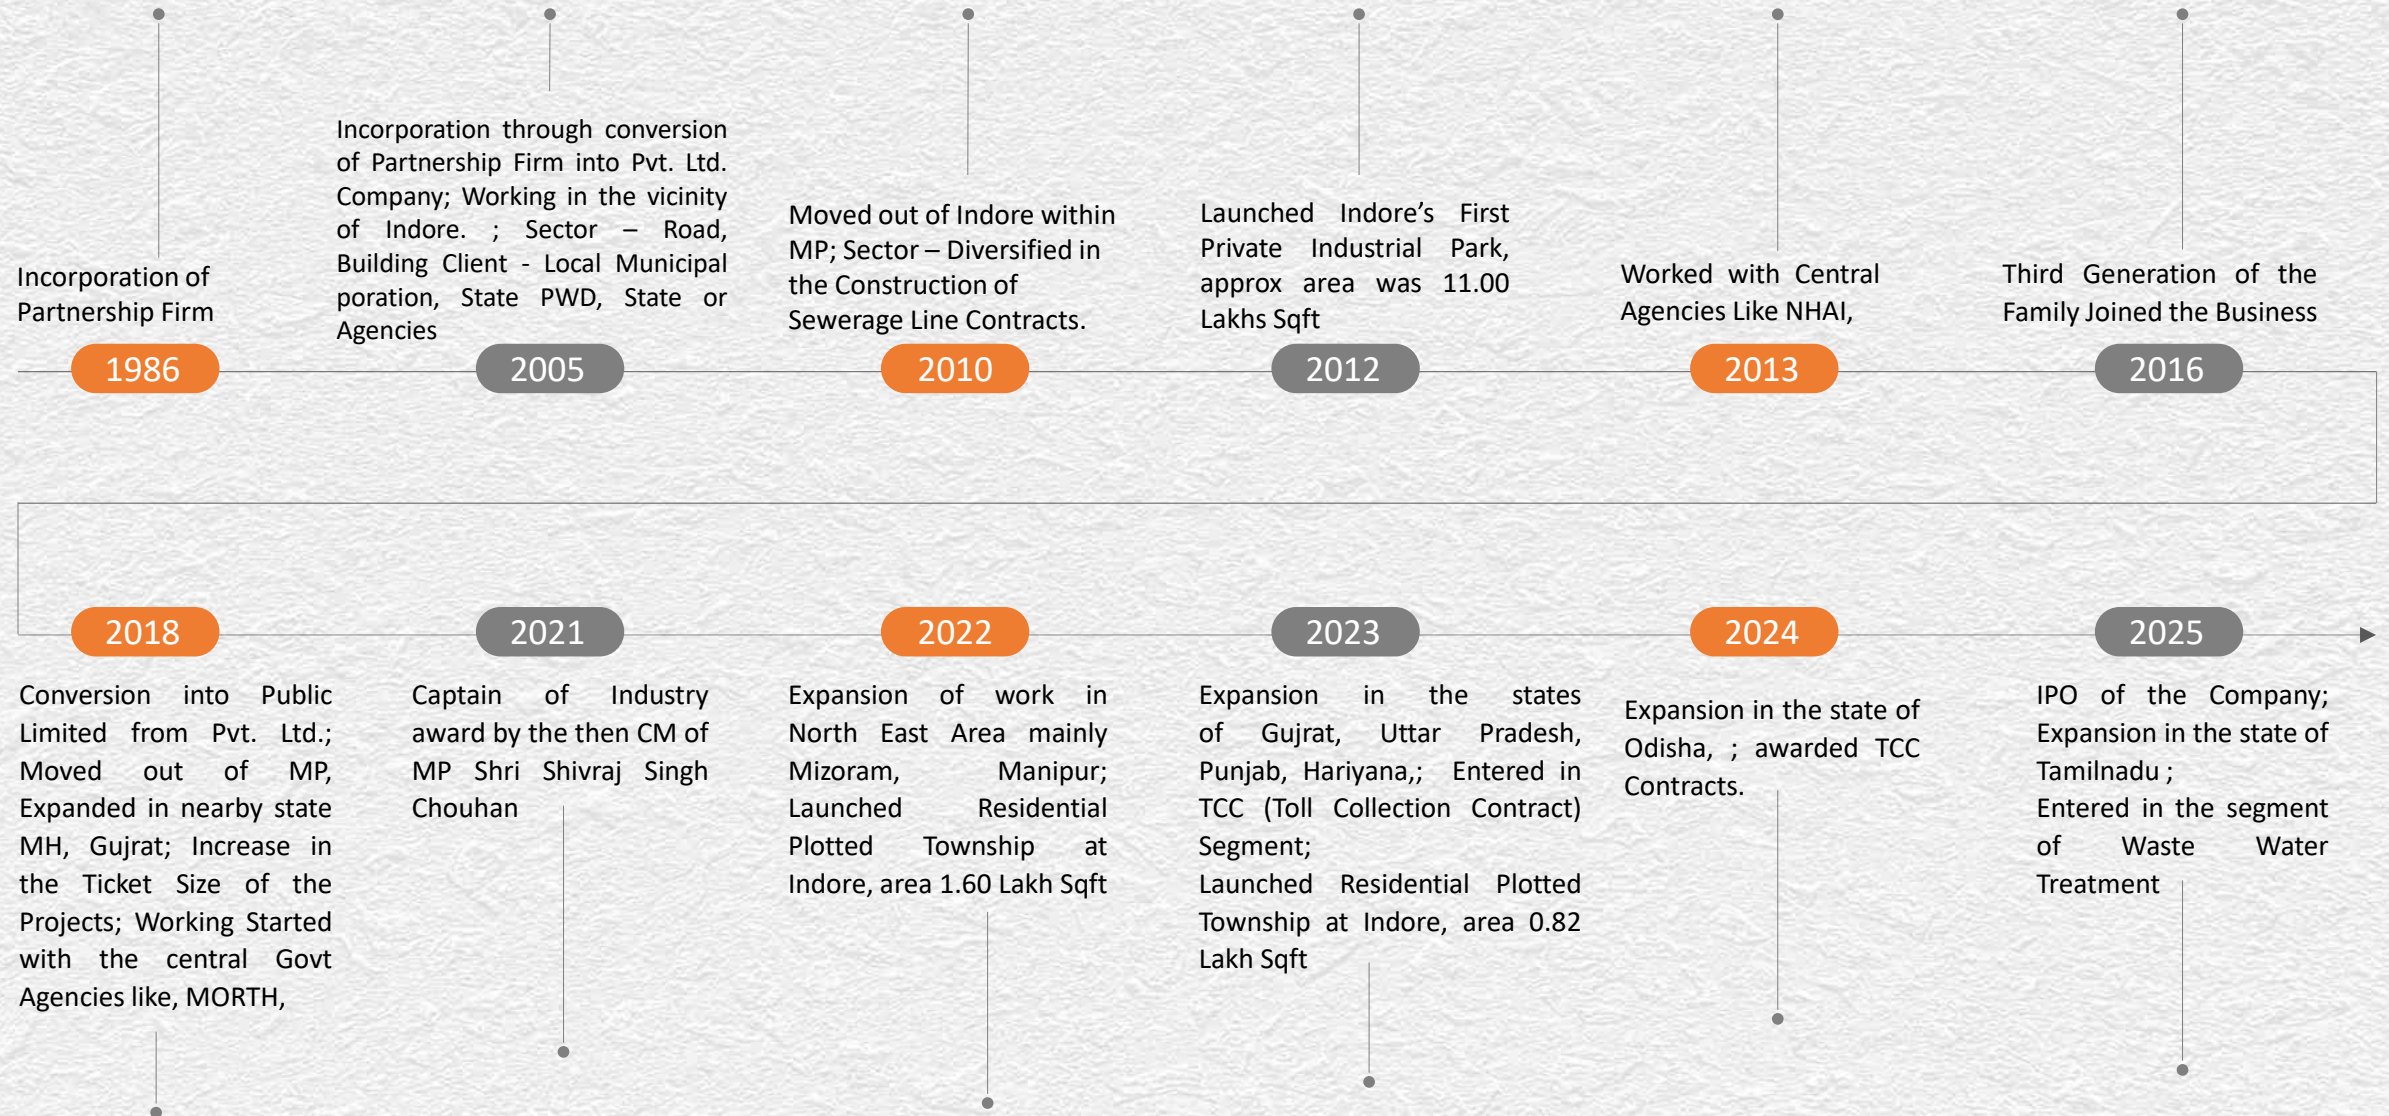 Incorporation of
Partnership Firm
1986
Incorporation through conversion
of Partnership Firm into Pvt. Ltd.
Company; Working in the vicinity
of Indore. ; Sector – Road,
Building Client - Local Municipal
poration, State PWD, State or
Agencies
2005
Moved out of Indore within
MP; Sector – Diversified in
the Construction of
Sewerage Line Contracts.
2010
Launched Indore’s First
Private Industrial Park,
approx area was 11.00
Lakhs Sqft
2012
Worked with Central
Agencies Like NHAI,
2013
Third Generation of the
Family Joined the Business
2016
2018
Conversion into Public
Limited from Pvt. Ltd.;
Moved out of MP,
Expanded in nearby state
MH, Gujrat; Increase in
the Ticket Size of the
Projects; Working Started
with the central Govt
Agencies like, MORTH,
2021
Captain of Industry
award by the then CM of
MP Shri Shivraj Singh
Chouhan
2022
Expansion of work in
North East Area mainly
Mizoram, Manipur;
Launched Residential
Plotted Township at
Indore, area 1.60 Lakh Sqft
2023
Expansion in the states
of Gujrat, Uttar Pradesh,
Punjab, Hariyana,; Entered in
TCC (Toll Collection Contract)
Segment;
Launched Residential Plotted
Township at Indore, area 0.82
Lakh Sqft
2024
Expansion in the state of
Odisha, ; awarded TCC
Contracts.
2025
IPO of the Company;
Expansion in the state of
Tamilnadu ;
Entered in the segment
of Waste Water
Treatment